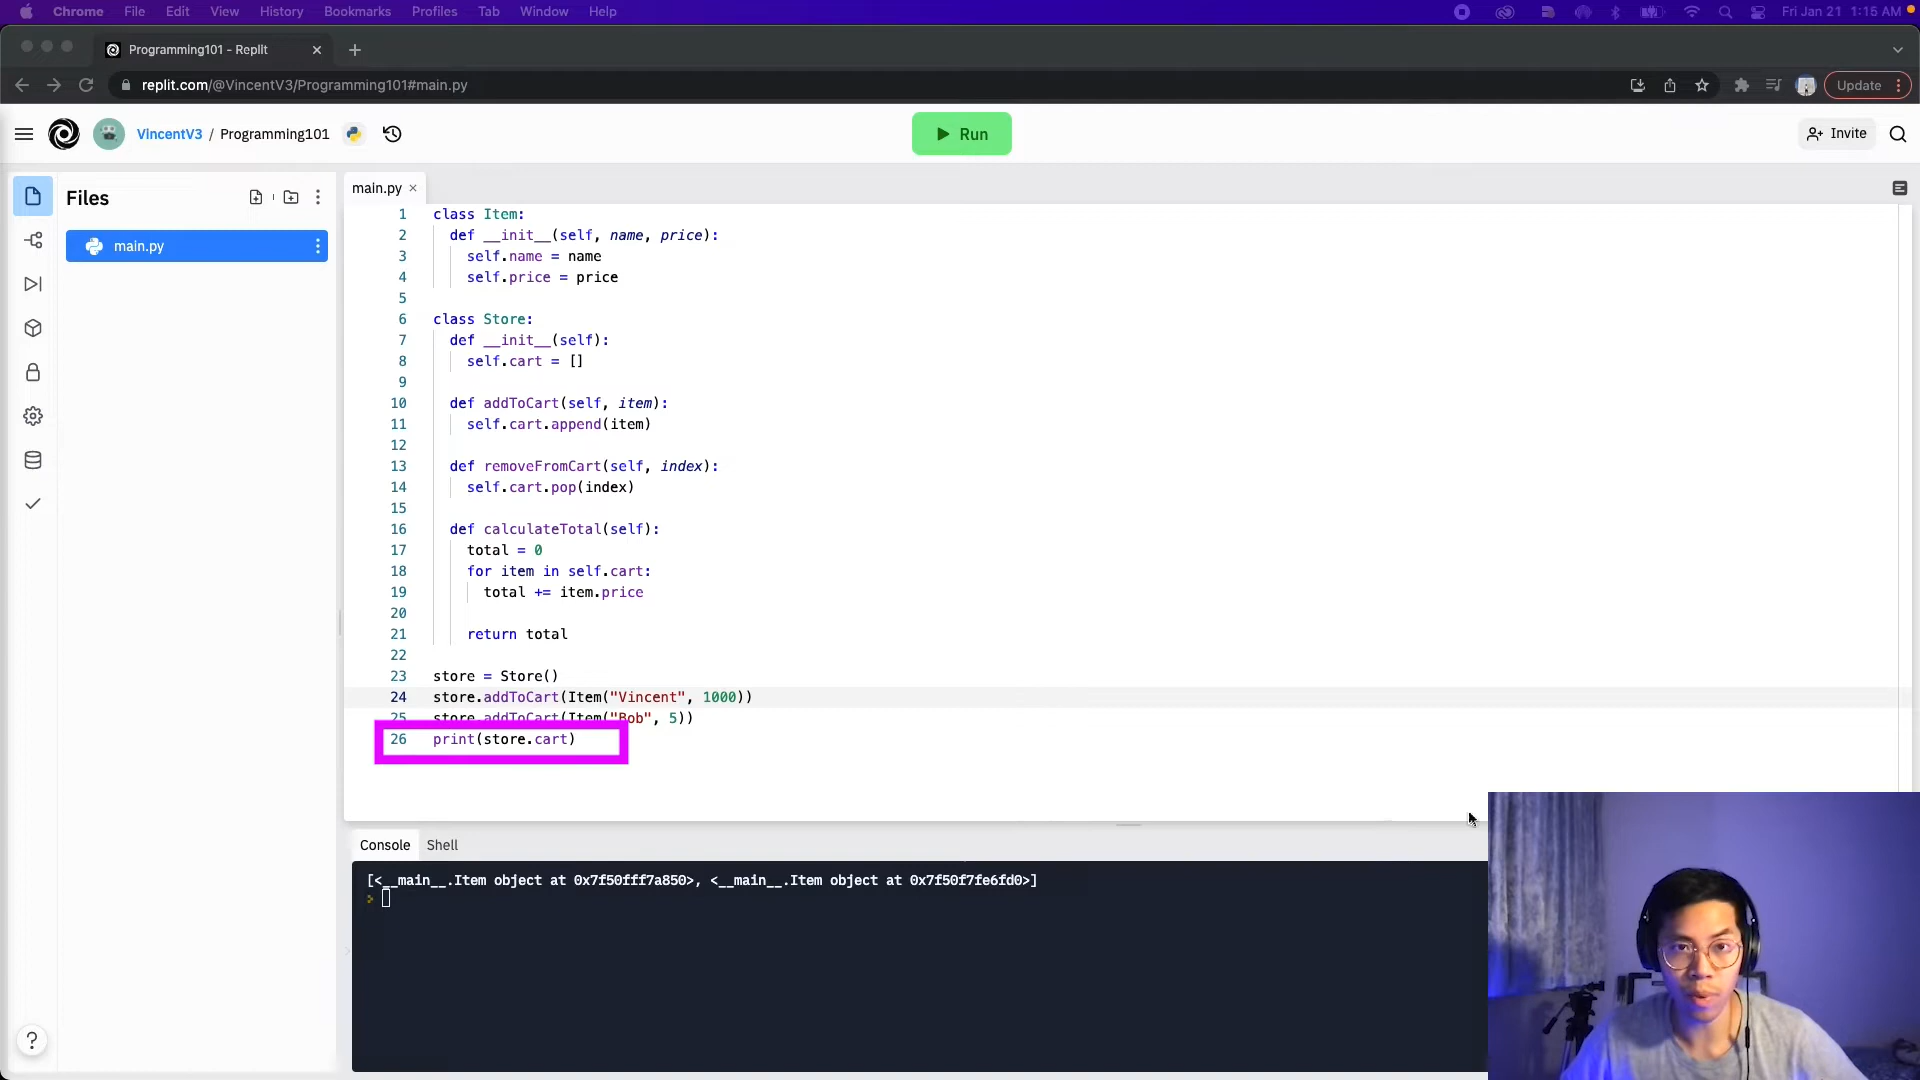 Chrome File Edit View History Bookmarks Profiles Tab Window Help Fri Jan 21 1:15 AM
Programming101 - Replit
replit.com/@VincentV3/Programming101#main.py Update
VincentV3 / Programming101 Run Invite
Files main.py
main.py
1 class Item:
2 def __init__(self, name, price):
3 self.name = name
4 self.price = price
5
6 class Store:
7 def __init__(self):
8 self.cart = []
9
10 def addToCart(self, item):
11 self.cart.append(item)
12
13 def removeFromCart(self, index):
14 self.cart.pop(index)
15
16 def calculateTotal(self):
17 total = 0
18 for item in self.cart:
19 total += item.price
20
21 return total
22
23 store = Store()
24 store.addToCart(Item("Vincent", 1000))
25 store.addToCart(Item("Bob", 5))
26 print(store.cart)
Console Shell
[<__main__.Item object at 0x7f50fff7a850>, <__main__.Item object at 0x7f50f7fe6fd0>]
?